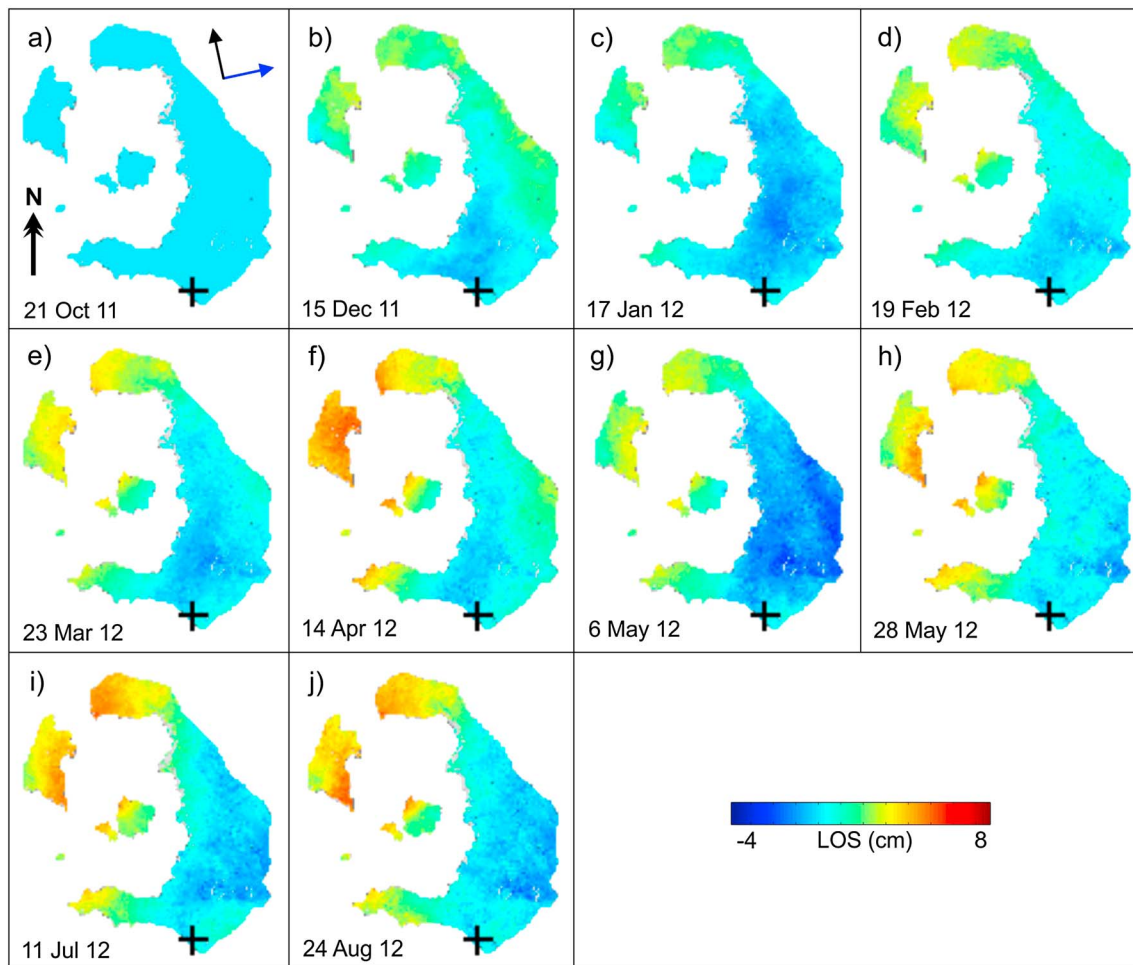 a)
b)
c)
d)
N
21 Oct 11
15 Dec 11
17 Jan 12
19 Feb 12
e)
f)
g)
h)
23 Mar 12
14 Apr 12
6 May 12
28 May 12
i)
j)
-4 LOS (cm) 8
11 Jul 12
24 Aug 12